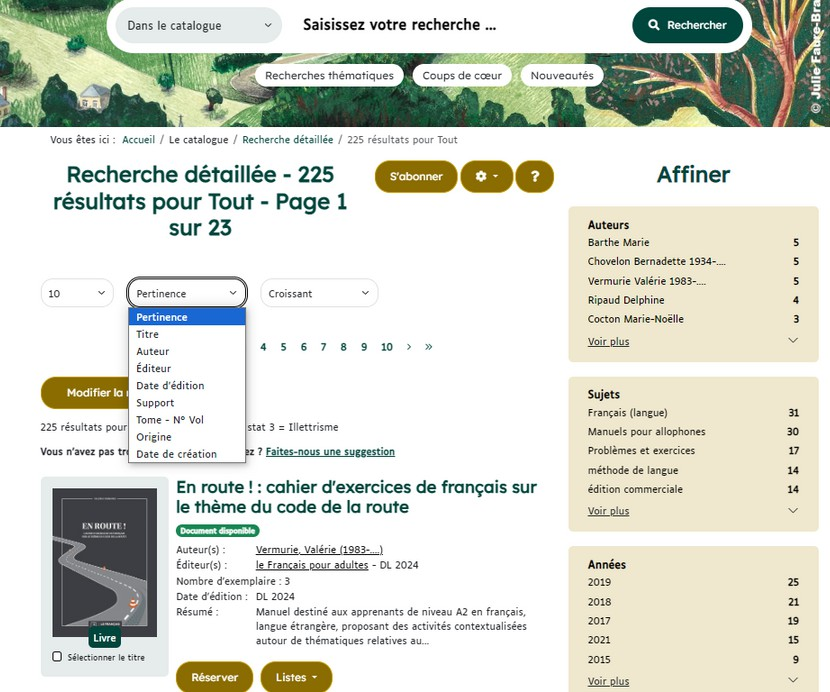 Dans le catalogue
Saisissez votre recherche ...
Rechercher
Recherches thématiques
Coups de cœur
Nouveautés
© Julie Faure-Bra
Vous êtes ici : Accueil / Le catalogue / Recherche détaillée / 225 résultats pour Tout
Recherche détaillée - 225
résultats pour Tout - Page 1
sur 23
S'abonner
?
10
Pertinence
Croissant
Pertinence
Titre
Auteur
Éditeur
Date d'édition
Support
Tome - N° Vol
Origine
Date de création
4 5 6 7 8 9 10 › »
Modifier la
225 résultats pour
stat 3 = Illettrisme
Vous n'avez pas
ez ? Faites-nous une suggestion
En route ! : cahier d'exercices de français sur
le thème du code de la route
Document disponible
Auteur(s) : Vermurie, Valérie (1983-....)
Éditeur(s) : le Français pour adultes - DL 2024
Nombre d'exemplaire : 3
Date d'édition : DL 2024
Résumé : Manuel destiné aux apprenants de niveau A2 en français,
langue étrangère, proposant des activités contextualisées
autour de thématiques relatives au...
EN ROUTE !
Livre
Sélectionner le titre
Réserver
Listes
Affiner
Auteurs
Barthe Marie 5
Chovelon Bernadette 1934-.... 5
Vermurie Valérie 1983-.... 5
Ripaud Delphine 4
Cocton Marie-Noëlle 3
Voir plus
Sujets
Français (langue) 31
Manuels pour allophones 30
Problèmes et exercices 17
méthode de langue 14
édition commerciale 14
Voir plus
Années
2019 25
2018 21
2017 19
2021 15
2015 9
Voir plus